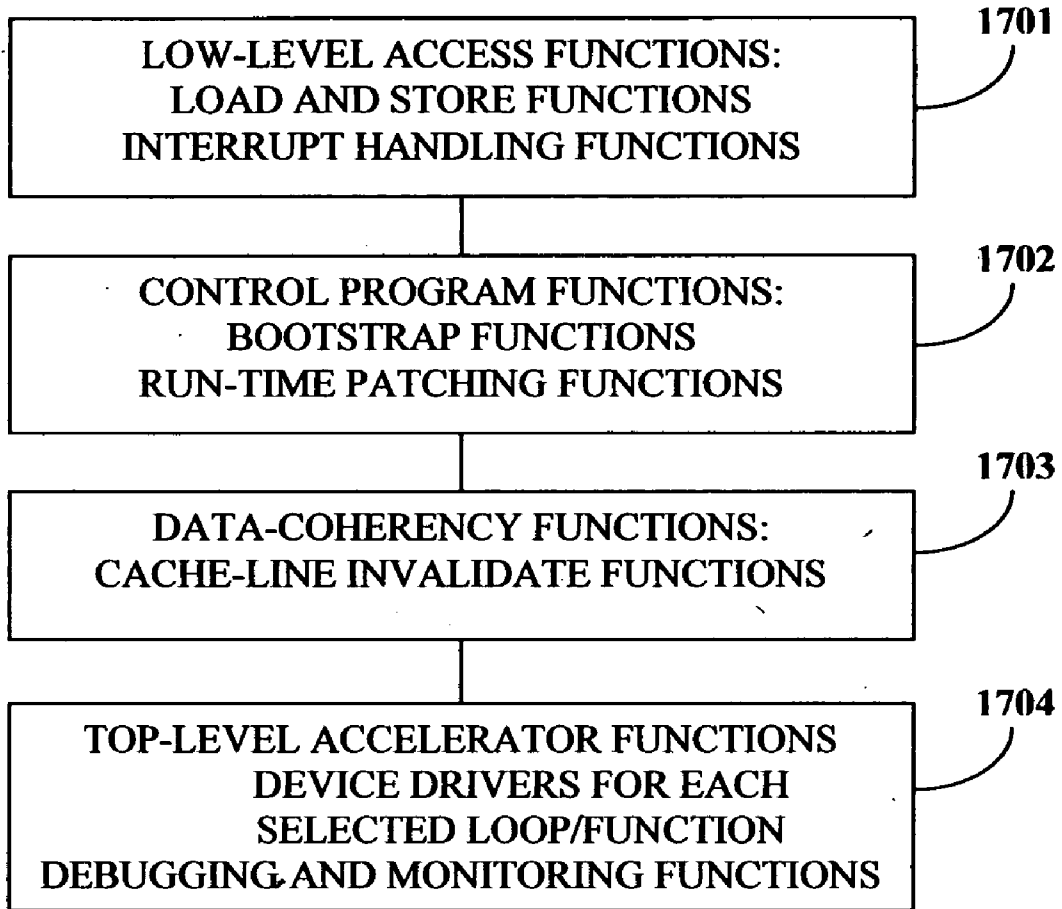 1701
LOW-LEVEL ACCESS FUNCTIONS:
LOAD AND STORE FUNCTIONS
INTERRUPT HANDLING FUNCTIONS
1702
CONTROL PROGRAM FUNCTIONS:
BOOTSTRAP FUNCTIONS
RUN-TIME PATCHING FUNCTIONS
1703
DATA-COHERENCY FUNCTIONS:
CACHE-LINE INVALIDATE FUNCTIONS
1704
TOP-LEVEL ACCELERATOR FUNCTIONS
DEVICE DRIVERS FOR EACH
SELECTED LOOP/FUNCTION
DEBUGGING AND MONITORING FUNCTIONS